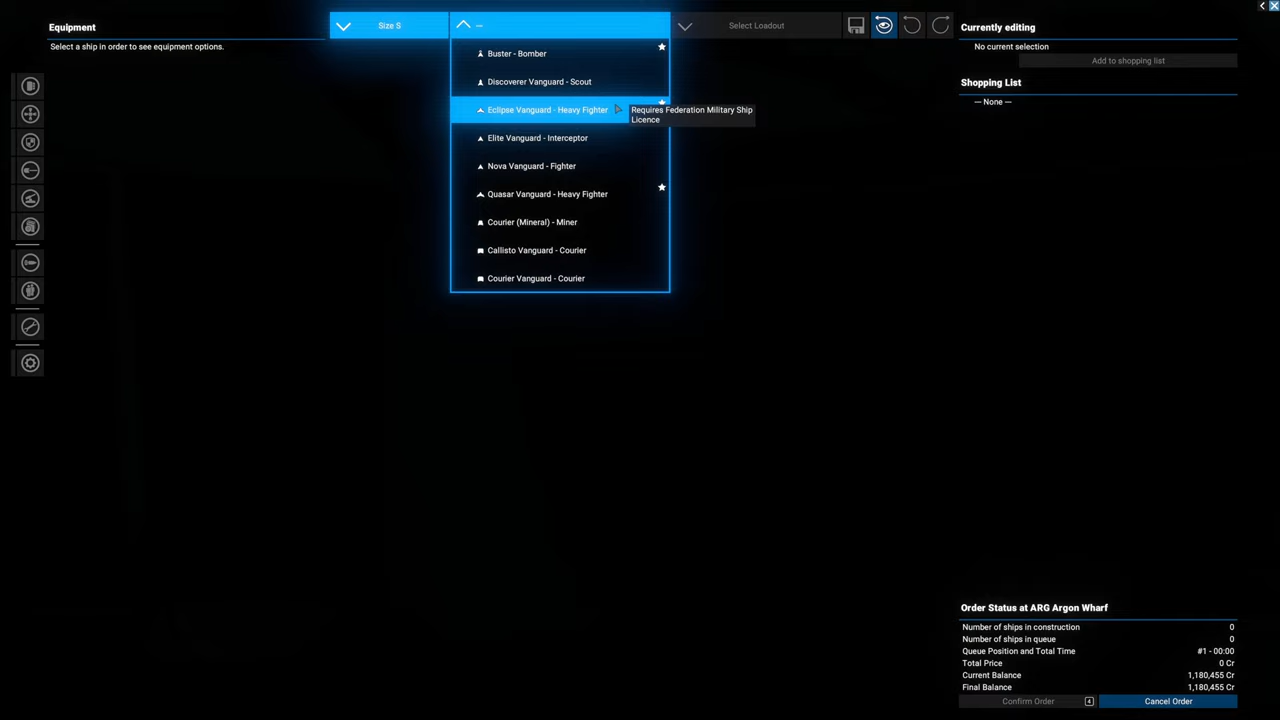 Equipment
Select a ship in order to see equipment options.
Size S
—
Select Loadout
Buster - Bomber
Discoverer Vanguard - Scout
Eclipse Vanguard - Heavy Fighter
Requires Federation Military Ship
Licence
Elite Vanguard - Interceptor
Nova Vanguard - Fighter
Quasar Vanguard - Heavy Fighter
Courier (Mineral) - Miner
Callisto Vanguard - Courier
Courier Vanguard - Courier
Currently editing
No current selection
Add to shopping list
Shopping List
— None —
Order Status at ARG Argon Wharf
Number of ships in construction 0
Number of ships in queue 0
Queue Position and Total Time #1 - 00:00
Total Price 0 Cr
Current Balance 1,180,455 Cr
Final Balance 1,180,455 Cr
Confirm Order 4 Cancel Order